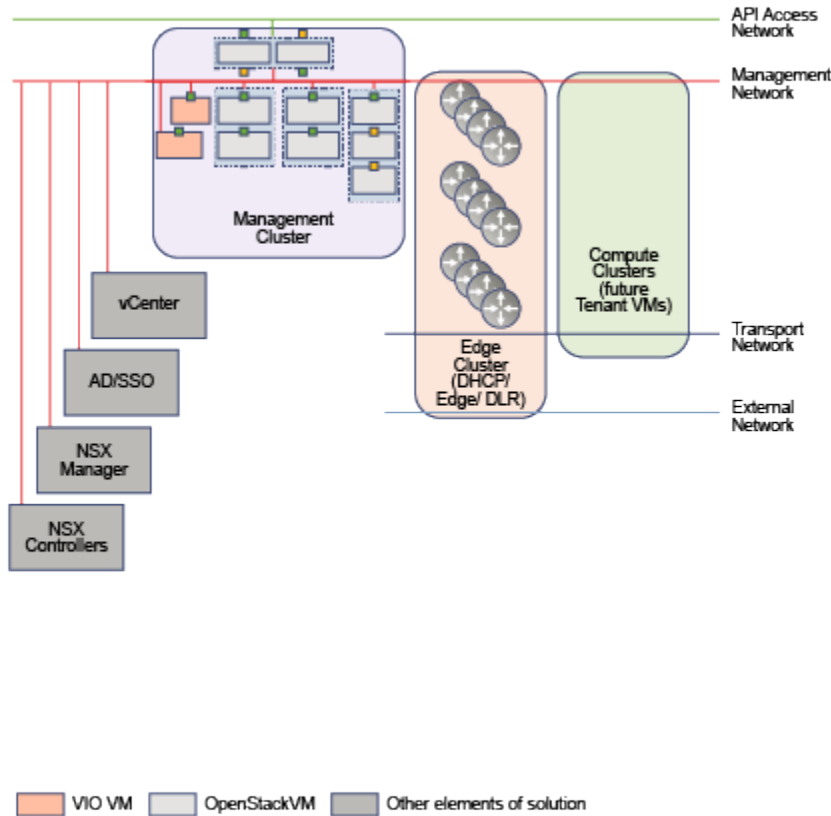 API Access
Network
Management
Network
Management
Cluster
Compute
Clusters
(future
Tenant VMs)
vCenter
Transport
Network
Edge
Cluster
(DHCP/
Edge/ DLR)
AD/SSO
External
Network
NSX
Manager
NSX
Controllers
VIO VM
OpenStackVM
Other elements of solution